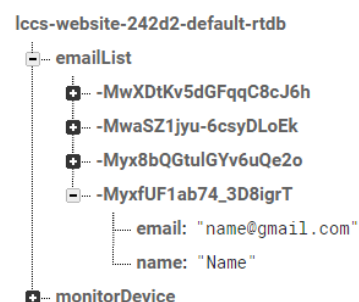 lccs-website-242d2-default-rtdb
emailList
-MwXDtKv5dGFqqC8cJ6h
-MwaSZ1jyu-6csyDLoEk
-Myx8bQGtulGYv6uQe2o
-MyxfUF1ab74_3D8igrT
email: "name@gmail.com"
name: "Name"
monitorDevice